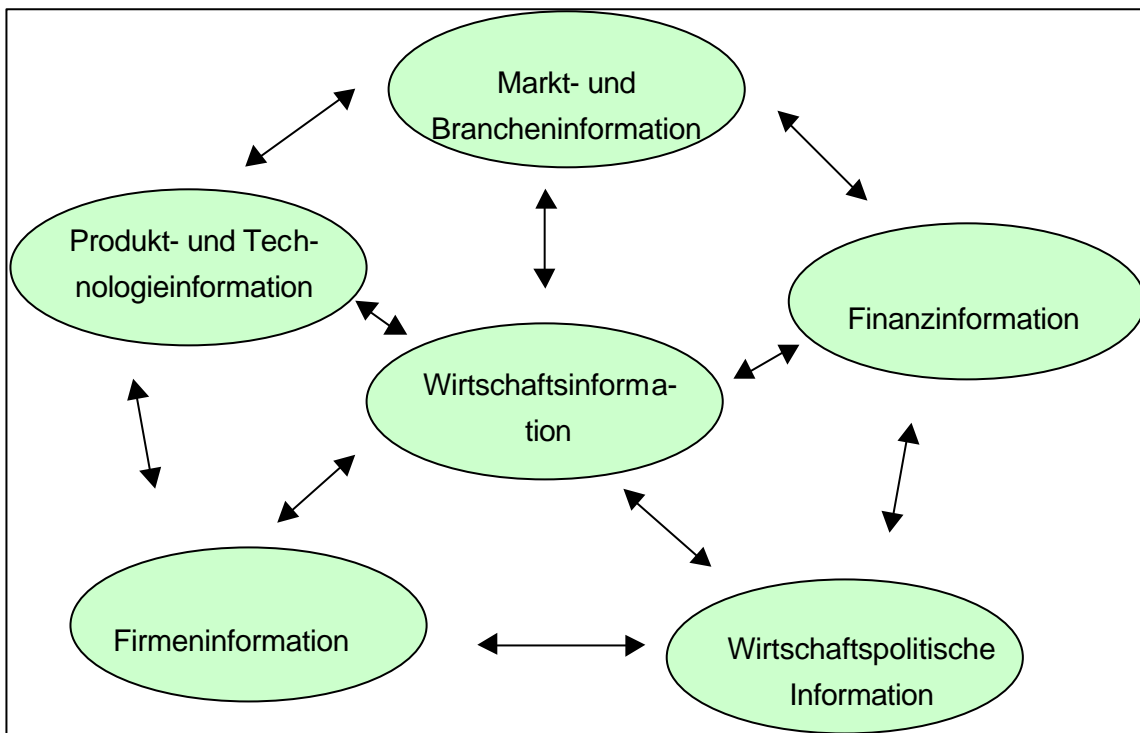 Markt- und
Brancheninformation
Produkt- und Tech-
nologieinformation
Finanzinformation
Wirtschaftsinforma-
tion
Firmeninformation
Wirtschaftspolitische
Information